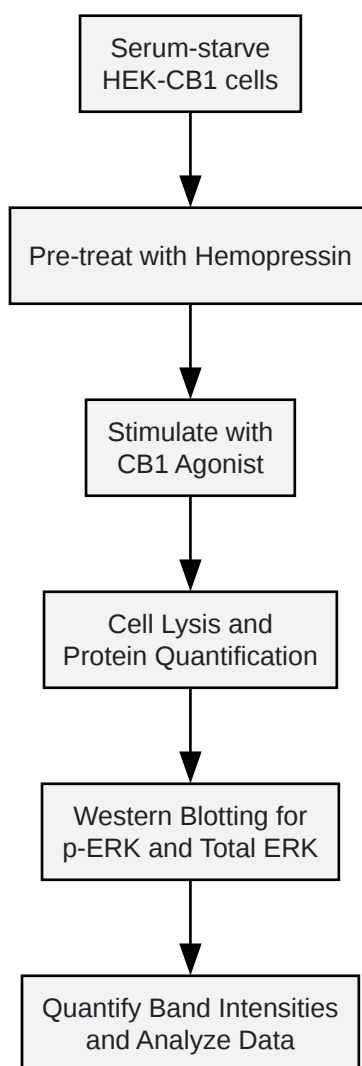 Serum-starve
HEK-CB1 cells
Pre-treat with Hemopressin
Stimulate with
CB1 Agonist
Cell Lysis and
Protein Quantification
Western Blotting for
p-ERK and Total ERK
Quantify Band Intensities
and Analyze Data